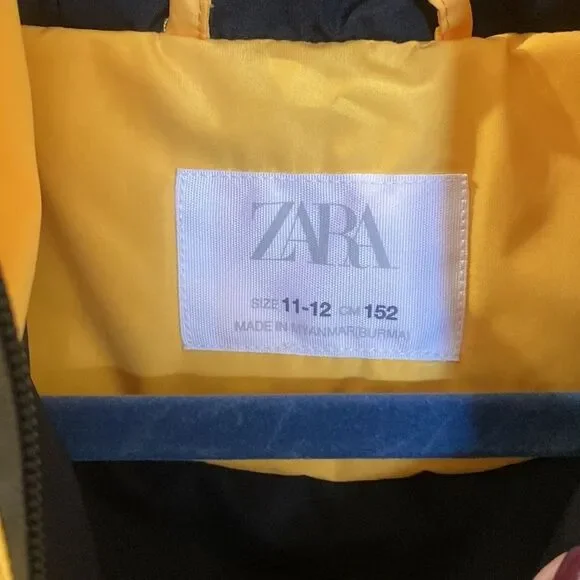 ZARA
SIZE 11-12 CM 152
MADE IN MYANMAR(BURMA)